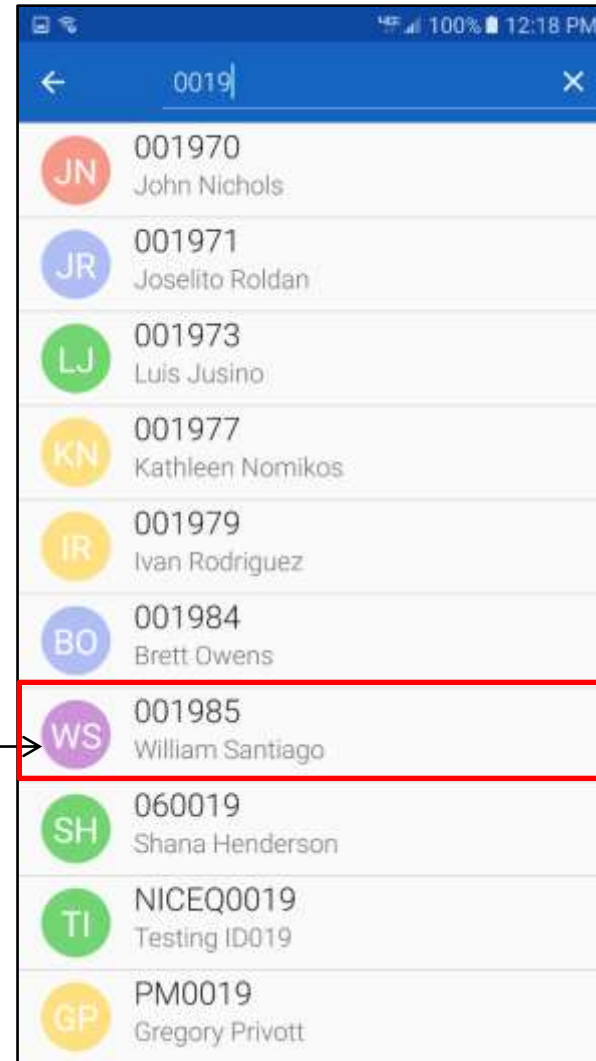 4GE 100% 12:18 PM
0019
JN
001970
John Nichols
JR
001971
Joselito Roldan
LJ
001973
Luis Jusino
KN
001977
Kathleen Nomikos
IR
001979
Ivan Rodriguez
BO
001984
Brett Owens
WS
001985
William Santiago
SH
060019
Shana Henderson
TI
NICEQ0019
Testing ID019
GP
PM0019
Gregory Privott